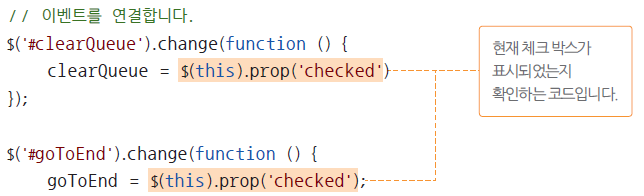 // 이벤트를 연결합니다.
$('#clearQueue').change(function () {
clearQueue = $(this).prop('checked')
});
$('#goToEnd').change(function () {
goToEnd = $(this).prop('checked');
현재 체크 박스가
표시되었는지
확인하는 코드입니다.